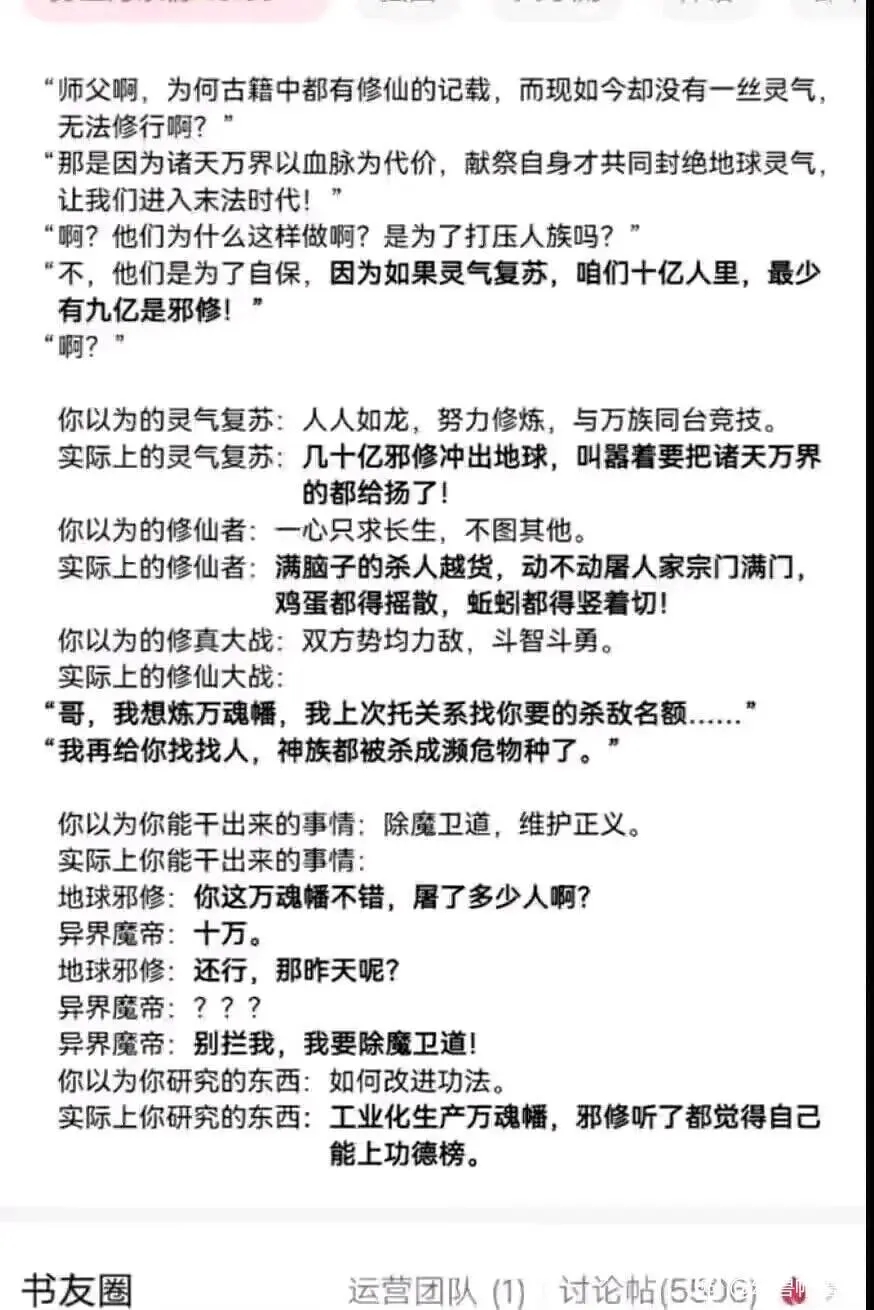 “师父啊，为何古籍中都有修仙的记载，而现如今却没有一丝灵气，
无法修行啊？”
“那是因为诸天万界以血脉为代价，献祭自身才共同封绝地球灵气，
让我们进入末法时代！”
“啊？他们为什么这样做啊？是为了打压人族吗？”
“不，他们是为了自保，因为如果灵气复苏，咱们十亿人里，最少
有九亿是邪修！”
“啊？”
你以为的灵气复苏：人人如龙，努力修炼，与万族同台竞技。
实际上的灵气复苏：几十亿邪修冲出地球，叫嚣着要把诸天万界
的都给扬了！
你以为的修仙者：一心只求长生，不图其他。
实际上的修仙者：满脑子的杀人越货，动不动屠人家宗门满门，
鸡蛋都得摇散，蚯蚓都得竖着切！
你以为的修真大战：双方势均力敌，斗智斗勇。
实际上的修仙大战：
“哥，我想炼万魂幡，我上次托关系找你要的杀敌名额……”
“我再给你找找人，神族都被杀成濒危物种了。”
你以为你能干出来的事情：除魔卫道，维护正义。
实际上你能干出来的事情：
地球邪修：你这万魂幡不错，屠了多少人啊？
异界魔帝：十万。
地球邪修：还行，那昨天呢？
异界魔帝：？？？
异界魔帝：别拦我，我要除魔卫道！
你以为你研究的东西：如何改进功法。
实际上你研究的东西：工业化生产万魂幡，邪修听了都觉得自己
能上功德榜。
书友圈 运营团队 (1) 讨论帖(5506)